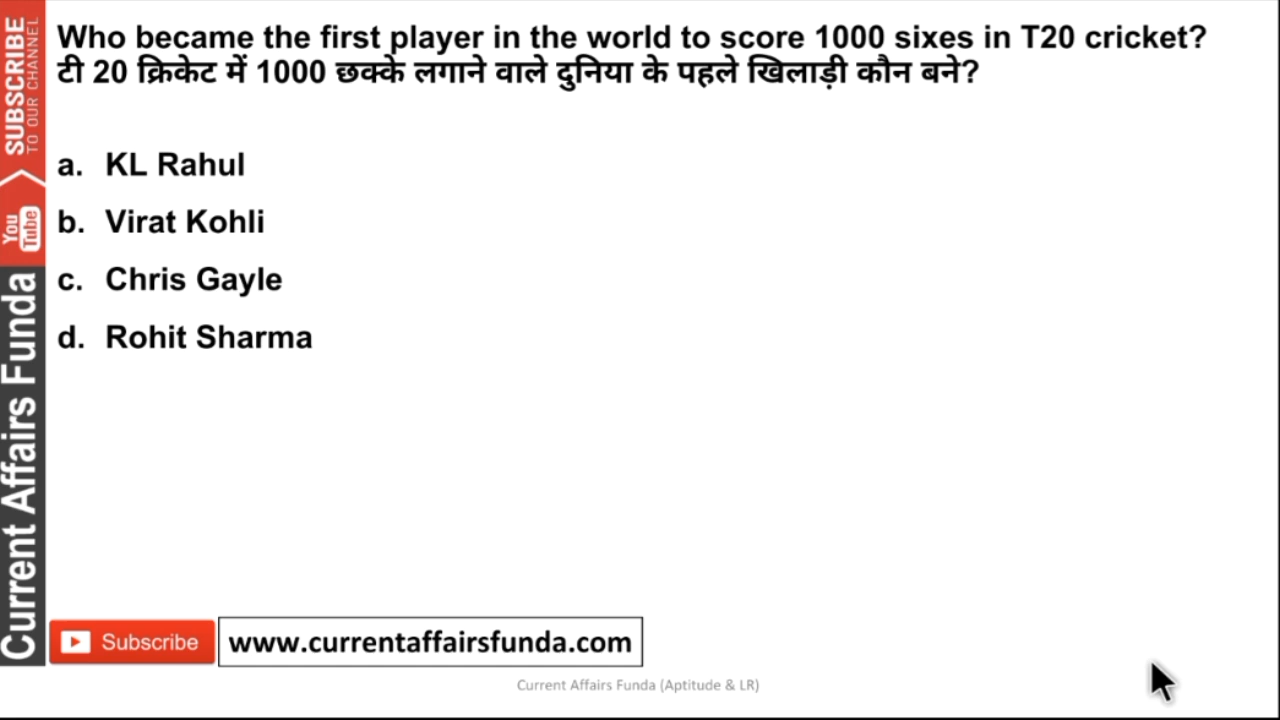 Who became the first player in the world to score 1000 sixes in T20 cricket?
टी 20 क्रिकेट में 1000 छक्के लगाने वाले दुनिया के पहले खिलाड़ी कौन बने?
a. KL Rahul
b. Virat Kohli
c. Chris Gayle
d. Rohit Sharma
SUBSCRIBE
TO OUR CHANNEL
You Tube
Current Affairs Funda
Subscribe
www.currentaffairsfunda.com
Current Affairs Funda (Aptitude & LR)